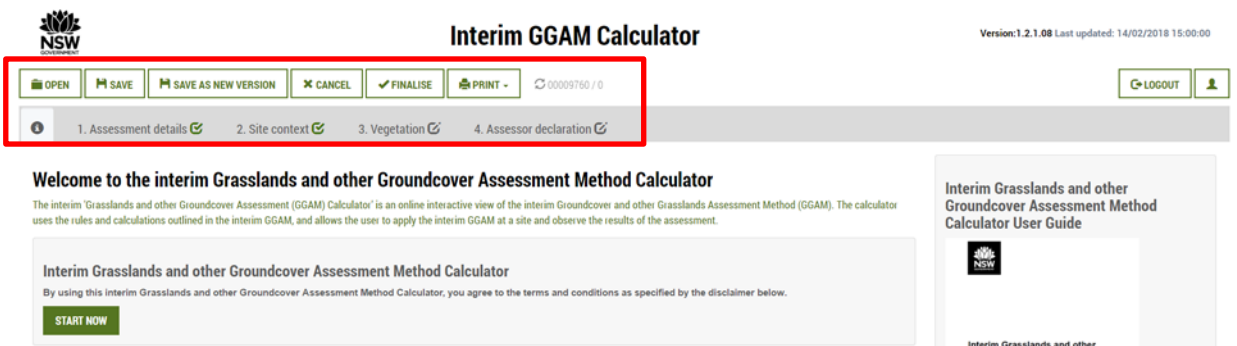 NSW
GOVERNMENT
Interim GGAM Calculator
Version:1.2.1.08 Last updated: 14/02/2018 15:00:00
OPEN SAVE SAVE AS NEW VERSION CANCEL FINALISE PRINT 00009760 / 0 LOGOUT
1. Assessment details 2. Site context 3. Vegetation 4. Assessor declaration
Welcome to the interim Grasslands and other Groundcover Assessment Method Calculator
The interim 'Grasslands and other Groundcover Assessment (GGAM) Calculator' is an online interactive view of the interim Groundcover and other Grasslands Assessment Method (GGAM). The calculator
uses the rules and calculations outlined in the interim GGAM, and allows the user to apply the interim GGAM at a site and observe the results of the assessment.
Interim Grasslands and other Groundcover Assessment Method Calculator
By using this interim Grasslands and other Groundcover Assessment Method Calculator, you agree to the terms and conditions as specified by the disclaimer below.
START NOW
Interim Grasslands and other
Groundcover Assessment Method
Calculator User Guide
NSW
Interim Grasslands and other